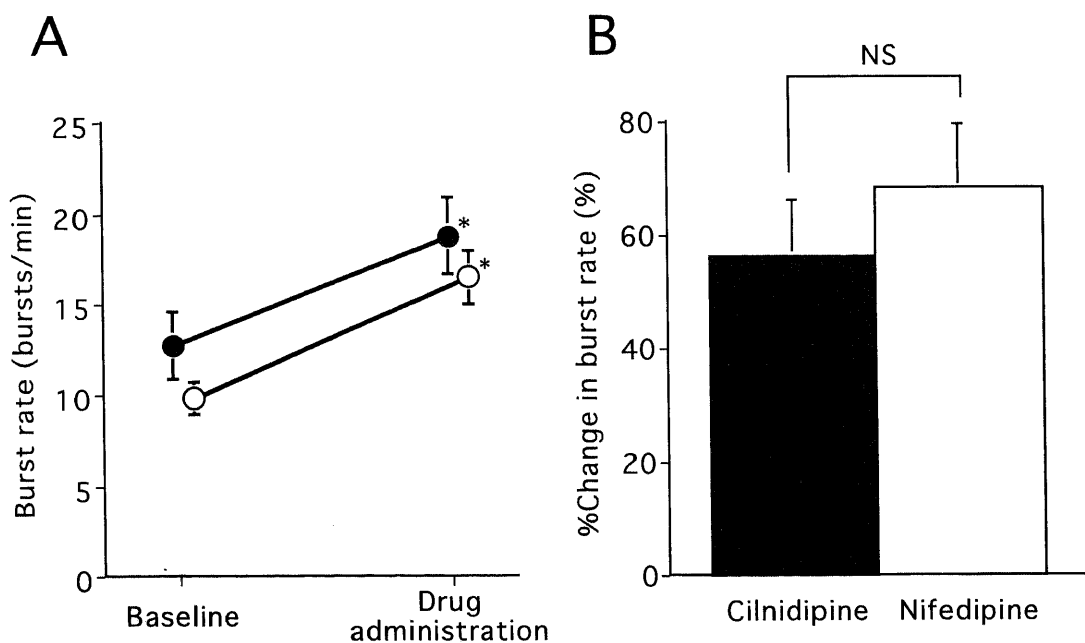 A
25
20
15
10
5
0
Burst rate (bursts/min)
*
*
Baseline
Drug
administration
B
NS
80
60
40
20
0
%Change in burst rate (%)
Cilnidipine
Nifedipine